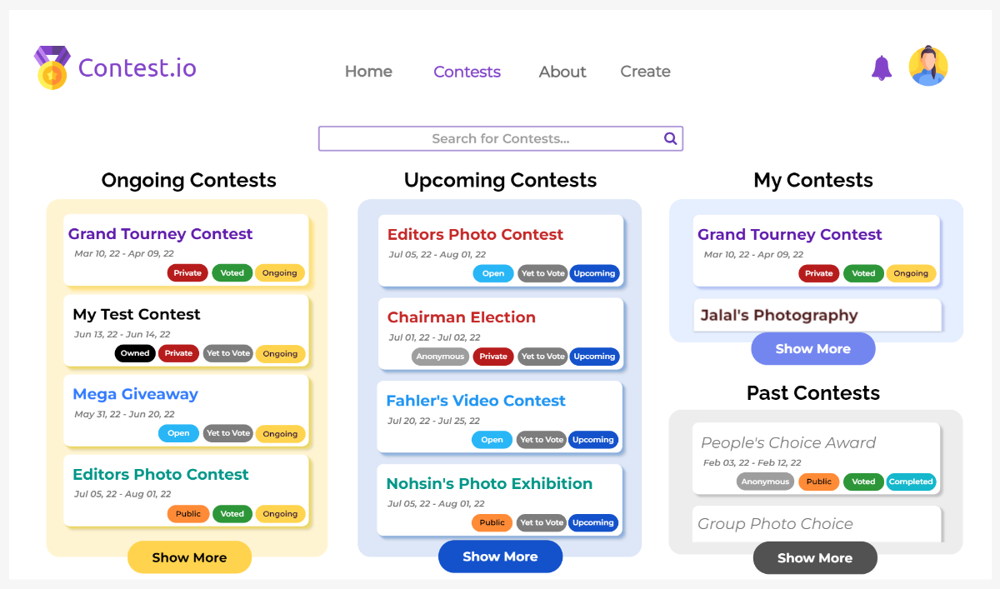 Contest.io
Home
Contests
About
Create
Search for Contests...
Ongoing Contests
Grand Tourney Contest
Mar 10, 22 - Apr 09, 22
Private Voted Ongoing
My Test Contest
Jun 13, 22 - Jun 14, 22
Owned Private Yet to Vote Ongoing
Mega Giveaway
May 31, 22 - Jun 20, 22
Open Yet to Vote Ongoing
Editors Photo Contest
Jul 05, 22 - Aug 01, 22
Public Voted Ongoing
Show More
Upcoming Contests
Editors Photo Contest
Jul 05, 22 - Aug 01, 22
Open Yet to Vote Upcoming
Chairman Election
Jul 01, 22 - Jul 02, 22
Anonymous Private Yet to Vote Upcoming
Fahler's Video Contest
Jul 20, 22 - Jul 25, 22
Open Yet to Vote Upcoming
Nohsin's Photo Exhibition
Jul 05, 22 - Aug 01, 22
Public Yet to Vote Upcoming
Show More
My Contests
Grand Tourney Contest
Mar 10, 22 - Apr 09, 22
Private Voted Ongoing
Jalal's Photography
Show More
Past Contests
People's Choice Award
Feb 03, 22 - Feb 12, 22
Anonymous Public Voted Completed
Group Photo Choice
Show More